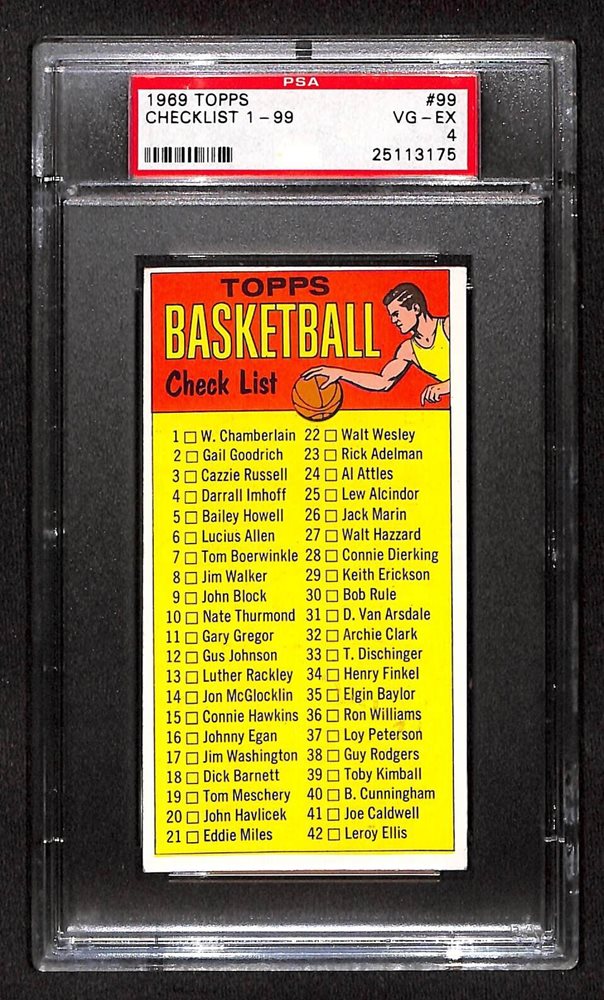 PSA
1969 TOPPS #99
CHECKLIST 1-99 VG-EX
4
25113175
TOPPS
BASKETBALL
Check List
1 W. Chamberlain 22 Walt Wesley
2 Gail Goodrich 23 Rick Adelman
3 Cazzie Russell 24 Al Attles
4 Darrall Imhoff 25 Lew Alcindor
5 Bailey Howell 26 Jack Marin
6 Lucius Allen 27 Walt Hazzard
7 Tom Boerwinkle 28 Connie Dierking
8 Jim Walker 29 Keith Erickson
9 John Block 30 Bob Rule
10 Nate Thurmond 31 D. Van Arsdale
11 Gary Gregor 32 Archie Clark
12 Gus Johnson 33 T. Dischinger
13 Luther Rackley 34 Henry Finkel
14 Jon McGlocklin 35 Elgin Baylor
15 Connie Hawkins 36 Ron Williams
16 Johnny Egan 37 Loy Peterson
17 Jim Washington 38 Guy Rodgers
18 Dick Barnett 39 Toby Kimball
19 Tom Meschery 40 B. Cunningham
20 John Havlicek 41 Joe Caldwell
21 Eddie Miles 42 Leroy Ellis